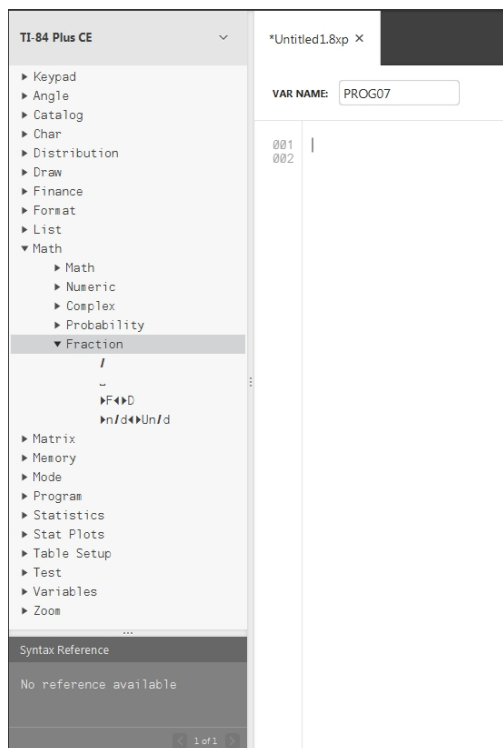 TI-84 Plus CE
*Untitled1.8xp ×
VAR NAME: PROG07
▶ Keypad
▶ Angle
▶ Catalog
▶ Char
▶ Distribution
▶ Draw
▶ Finance
▶ Format
▶ List
▼ Math
▶ Math
▶ Numeric
▶ Complex
▶ Probability
▼ Fraction
/
⎵
▶F◀▶D
▶n/d◀▶Un/d
▶ Matrix
▶ Memory
▶ Mode
▶ Program
▶ Statistics
▶ Stat Plots
▶ Table Setup
▶ Test
▶ Variables
▶ Zoom
001
002
Syntax Reference
No reference available
< 1 of 1 >